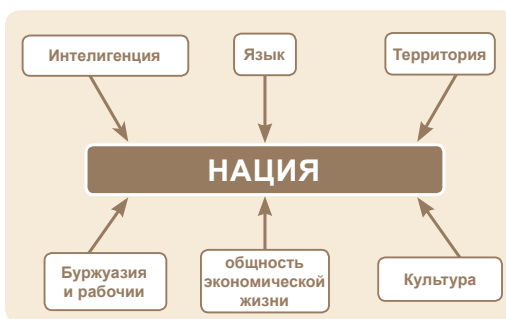 Интелигенция
Язык
Территория
НАЦИЯ
Буржуазия
и рабочии
общность
экономической
жизни
Культура